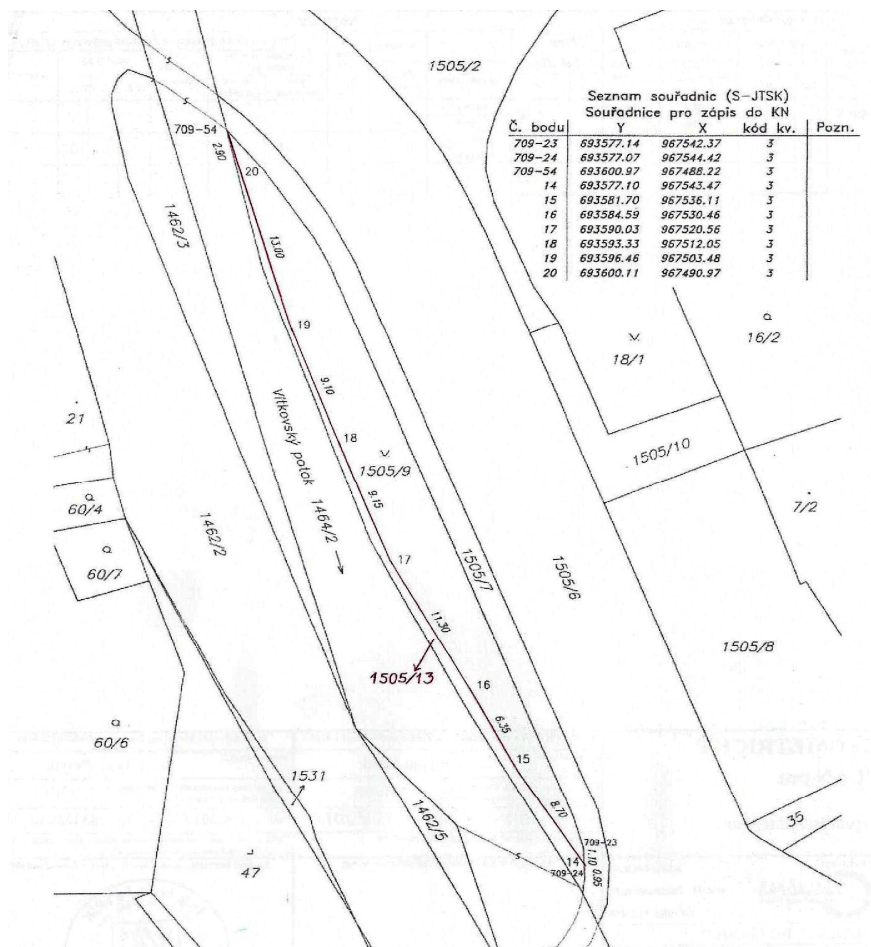 1505/2
Seznam souřadnic (S-JTSK)
Souřadnice pro zápis do KN
Č. bodu Y X kód kv. Pozn.
709-23 693577.14 967542.37 3
709-24 693577.07 967544.42 3
709-54 693600.97 967488.22 3
14 693577.10 967543.47 3
15 693581.70 967536.11 3
16 693584.59 967530.46 3
17 693590.03 967520.56 3
18 693593.33 967512.05 3
19 693596.46 967503.48 3
20 693600.11 967490.97 3
709-54
2.90
20
1462/3
13.00
19
18/1
16/2
9.10
Vítkovský potok
21
18
1505/9
1505/10
9.15
60/4
1464/2
7/2
1462/2
17
60/7
1505/7
1505/6
11.30
1505/8
1505/13
16
6.35
60/6
15
1531
8.70
1462/5
35
709-23
1.10
14
47
709-24
0.95